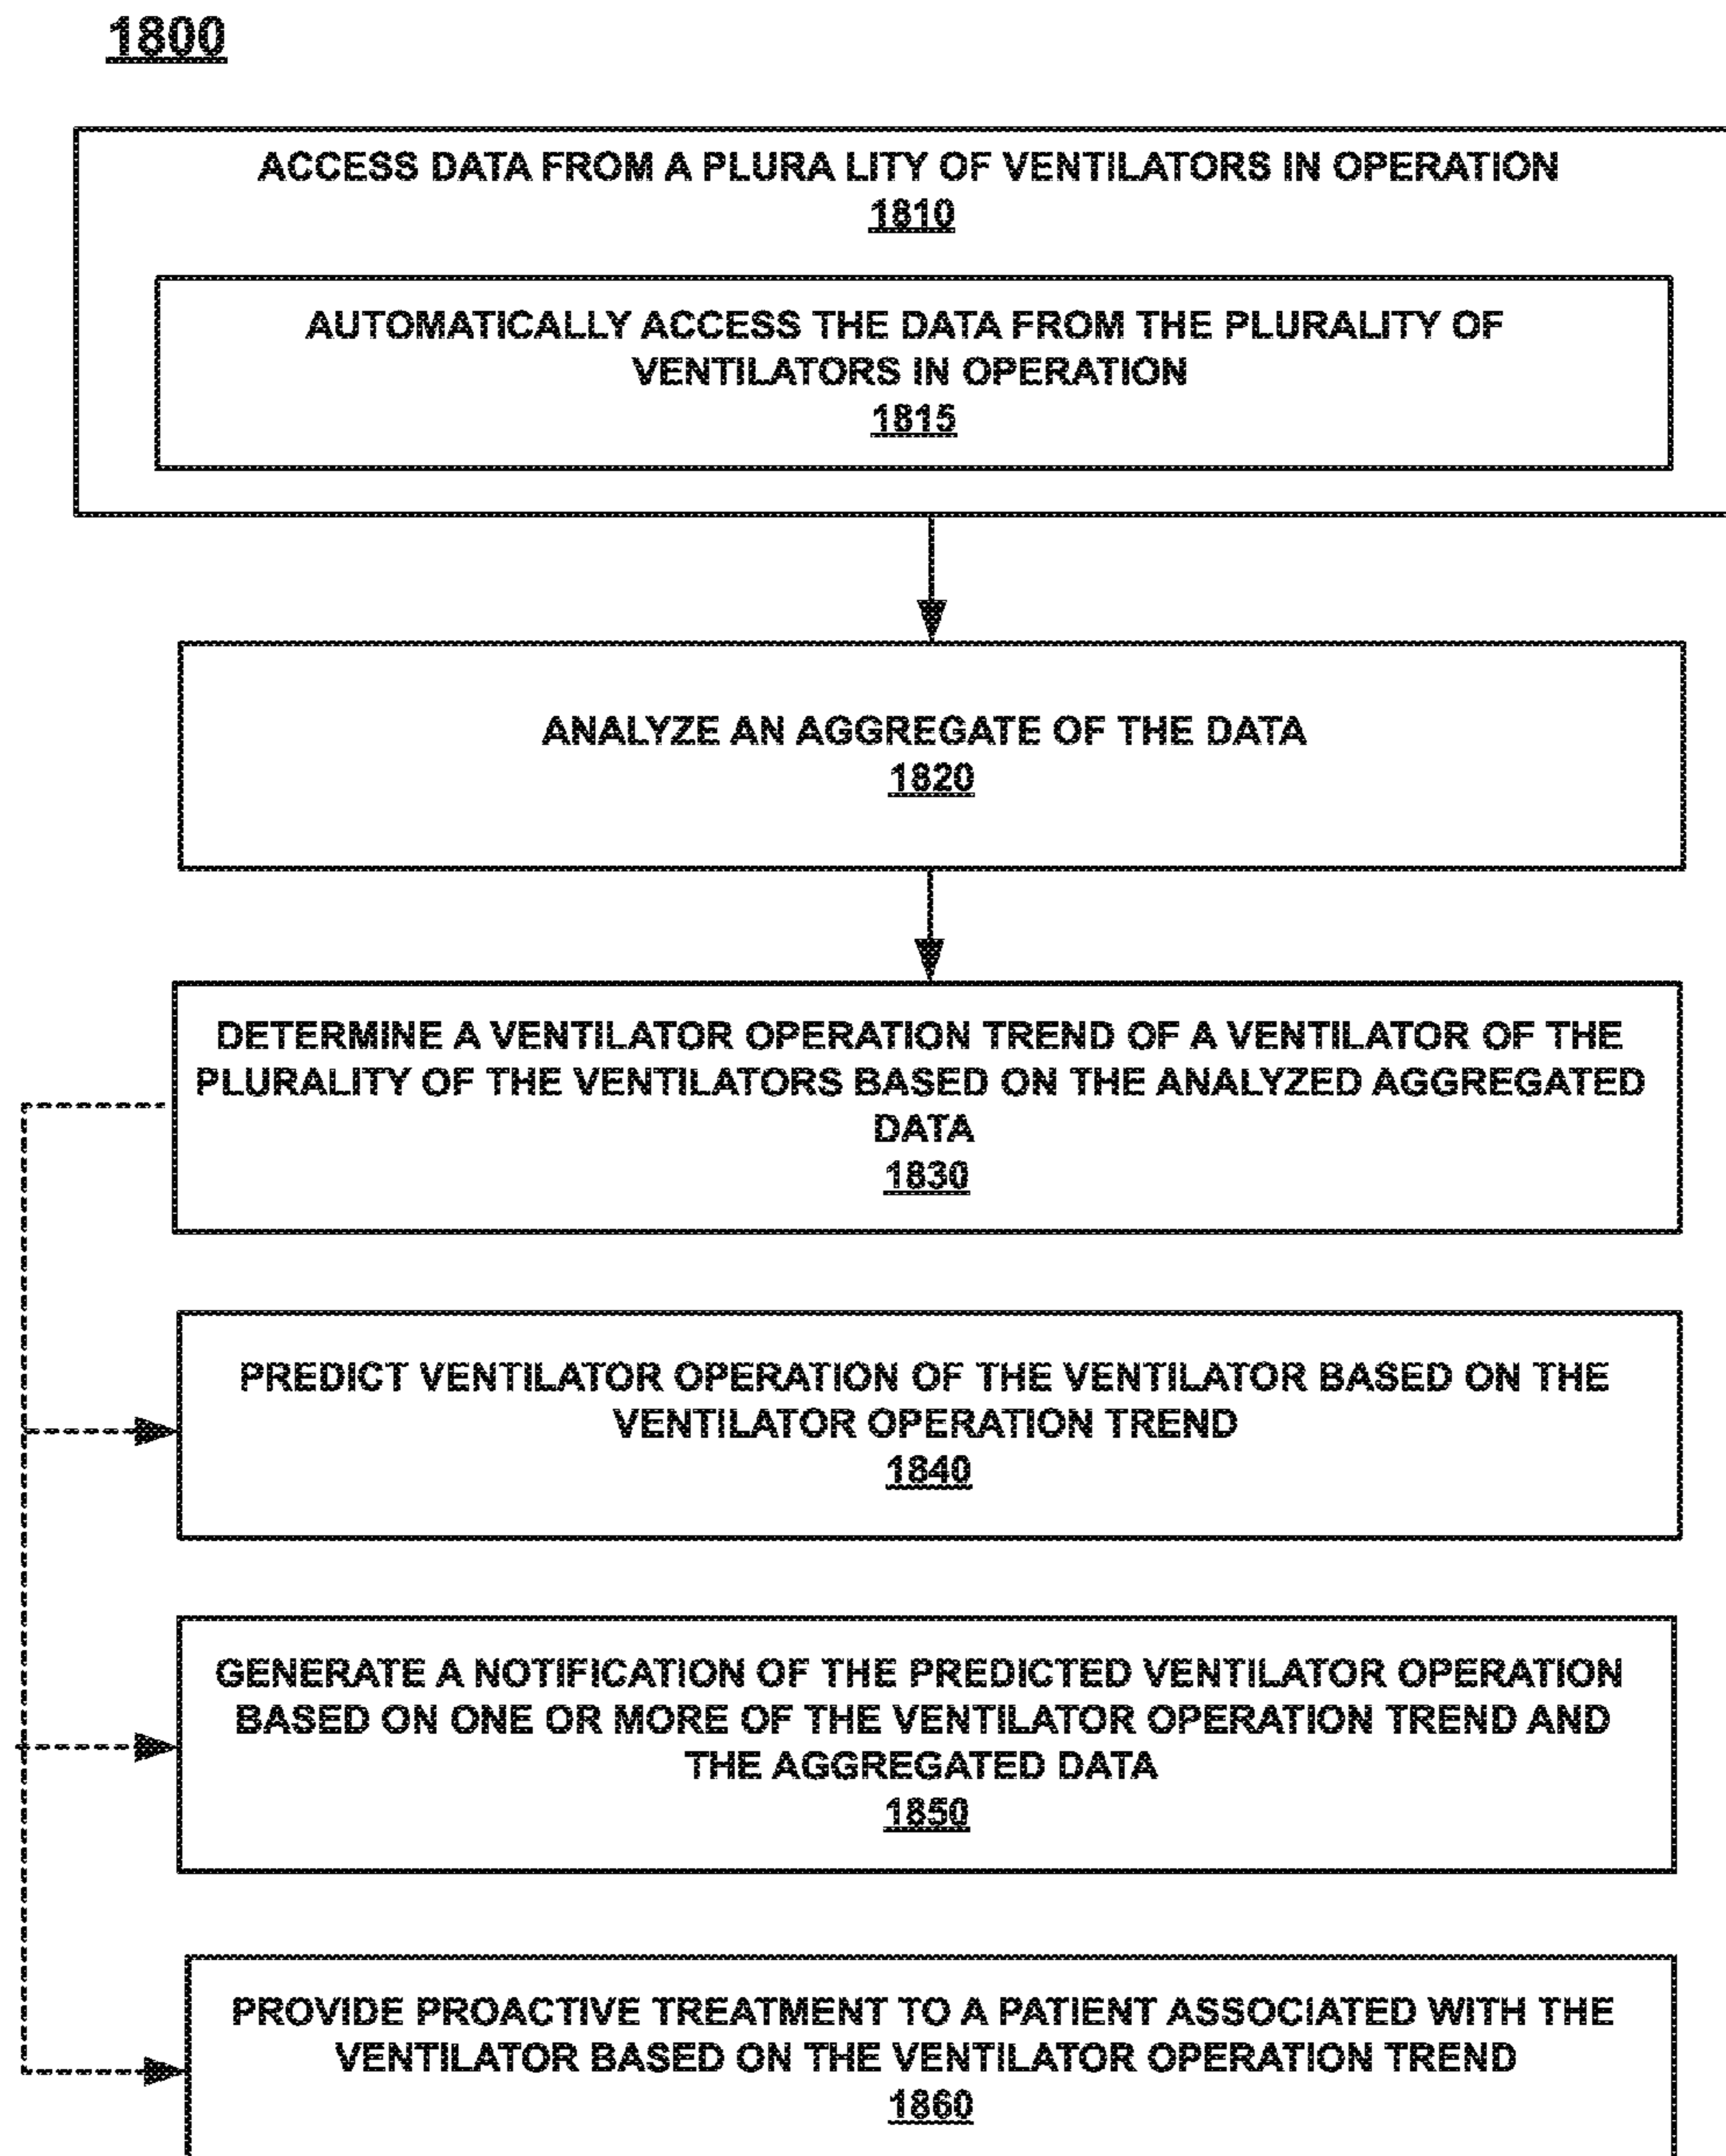 1800
ACCESS DATA FROM A PLURA LITY OF VENTILATORS IN OPERATION
1810
AUTOMATICALLY ACCESS THE DATA FROM THE PLURALITY OF
VENTILATORS IN OPERATION
1815
ANALYZE AN AGGREGATE OF THE DATA
1820
DETERMINE A VENTILATOR OPERATION TREND OF A VENTILATOR OF THE
PLURALITY OF THE VENTILATORS BASED ON THE ANALYZED AGGREGATED
DATA
1830
PREDICT VENTILATOR OPERATION OF THE VENTILATOR BASED ON THE
VENTILATOR OPERATION TREND
1840
GENERATE A NOTIFICATION OF THE PREDICTED VENTILATOR OPERATION
BASED ON ONE OR MORE OF THE VENTILATOR OPERATION TREND AND
THE AGGREGATED DATA
1850
PROVIDE PROACTIVE TREATMENT TO A PATIENT ASSOCIATED WITH THE
VENTILATOR BASED ON THE VENTILATOR OPERATION TREND
1860